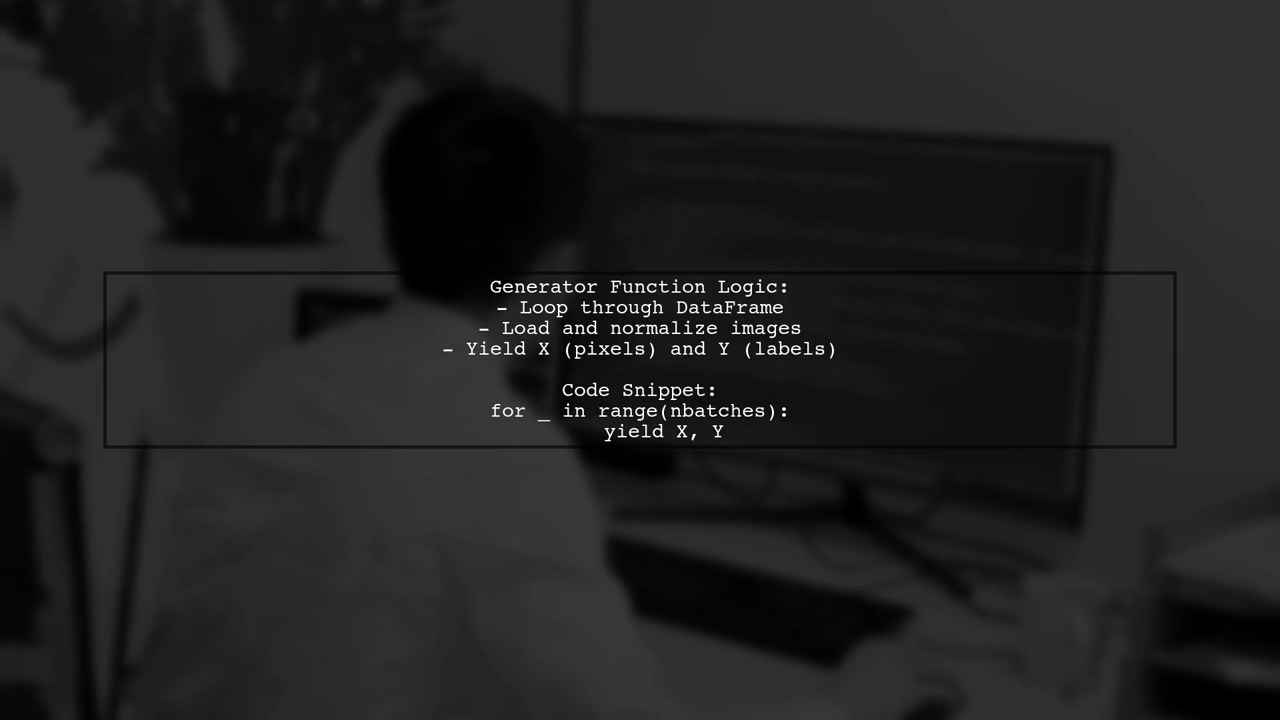 Generator Function Logic:
- Loop through DataFrame
- Load and normalize images
- Yield X (pixels) and Y (labels)
Code Snippet:
for _ in range(nbatches):
yield X, Y